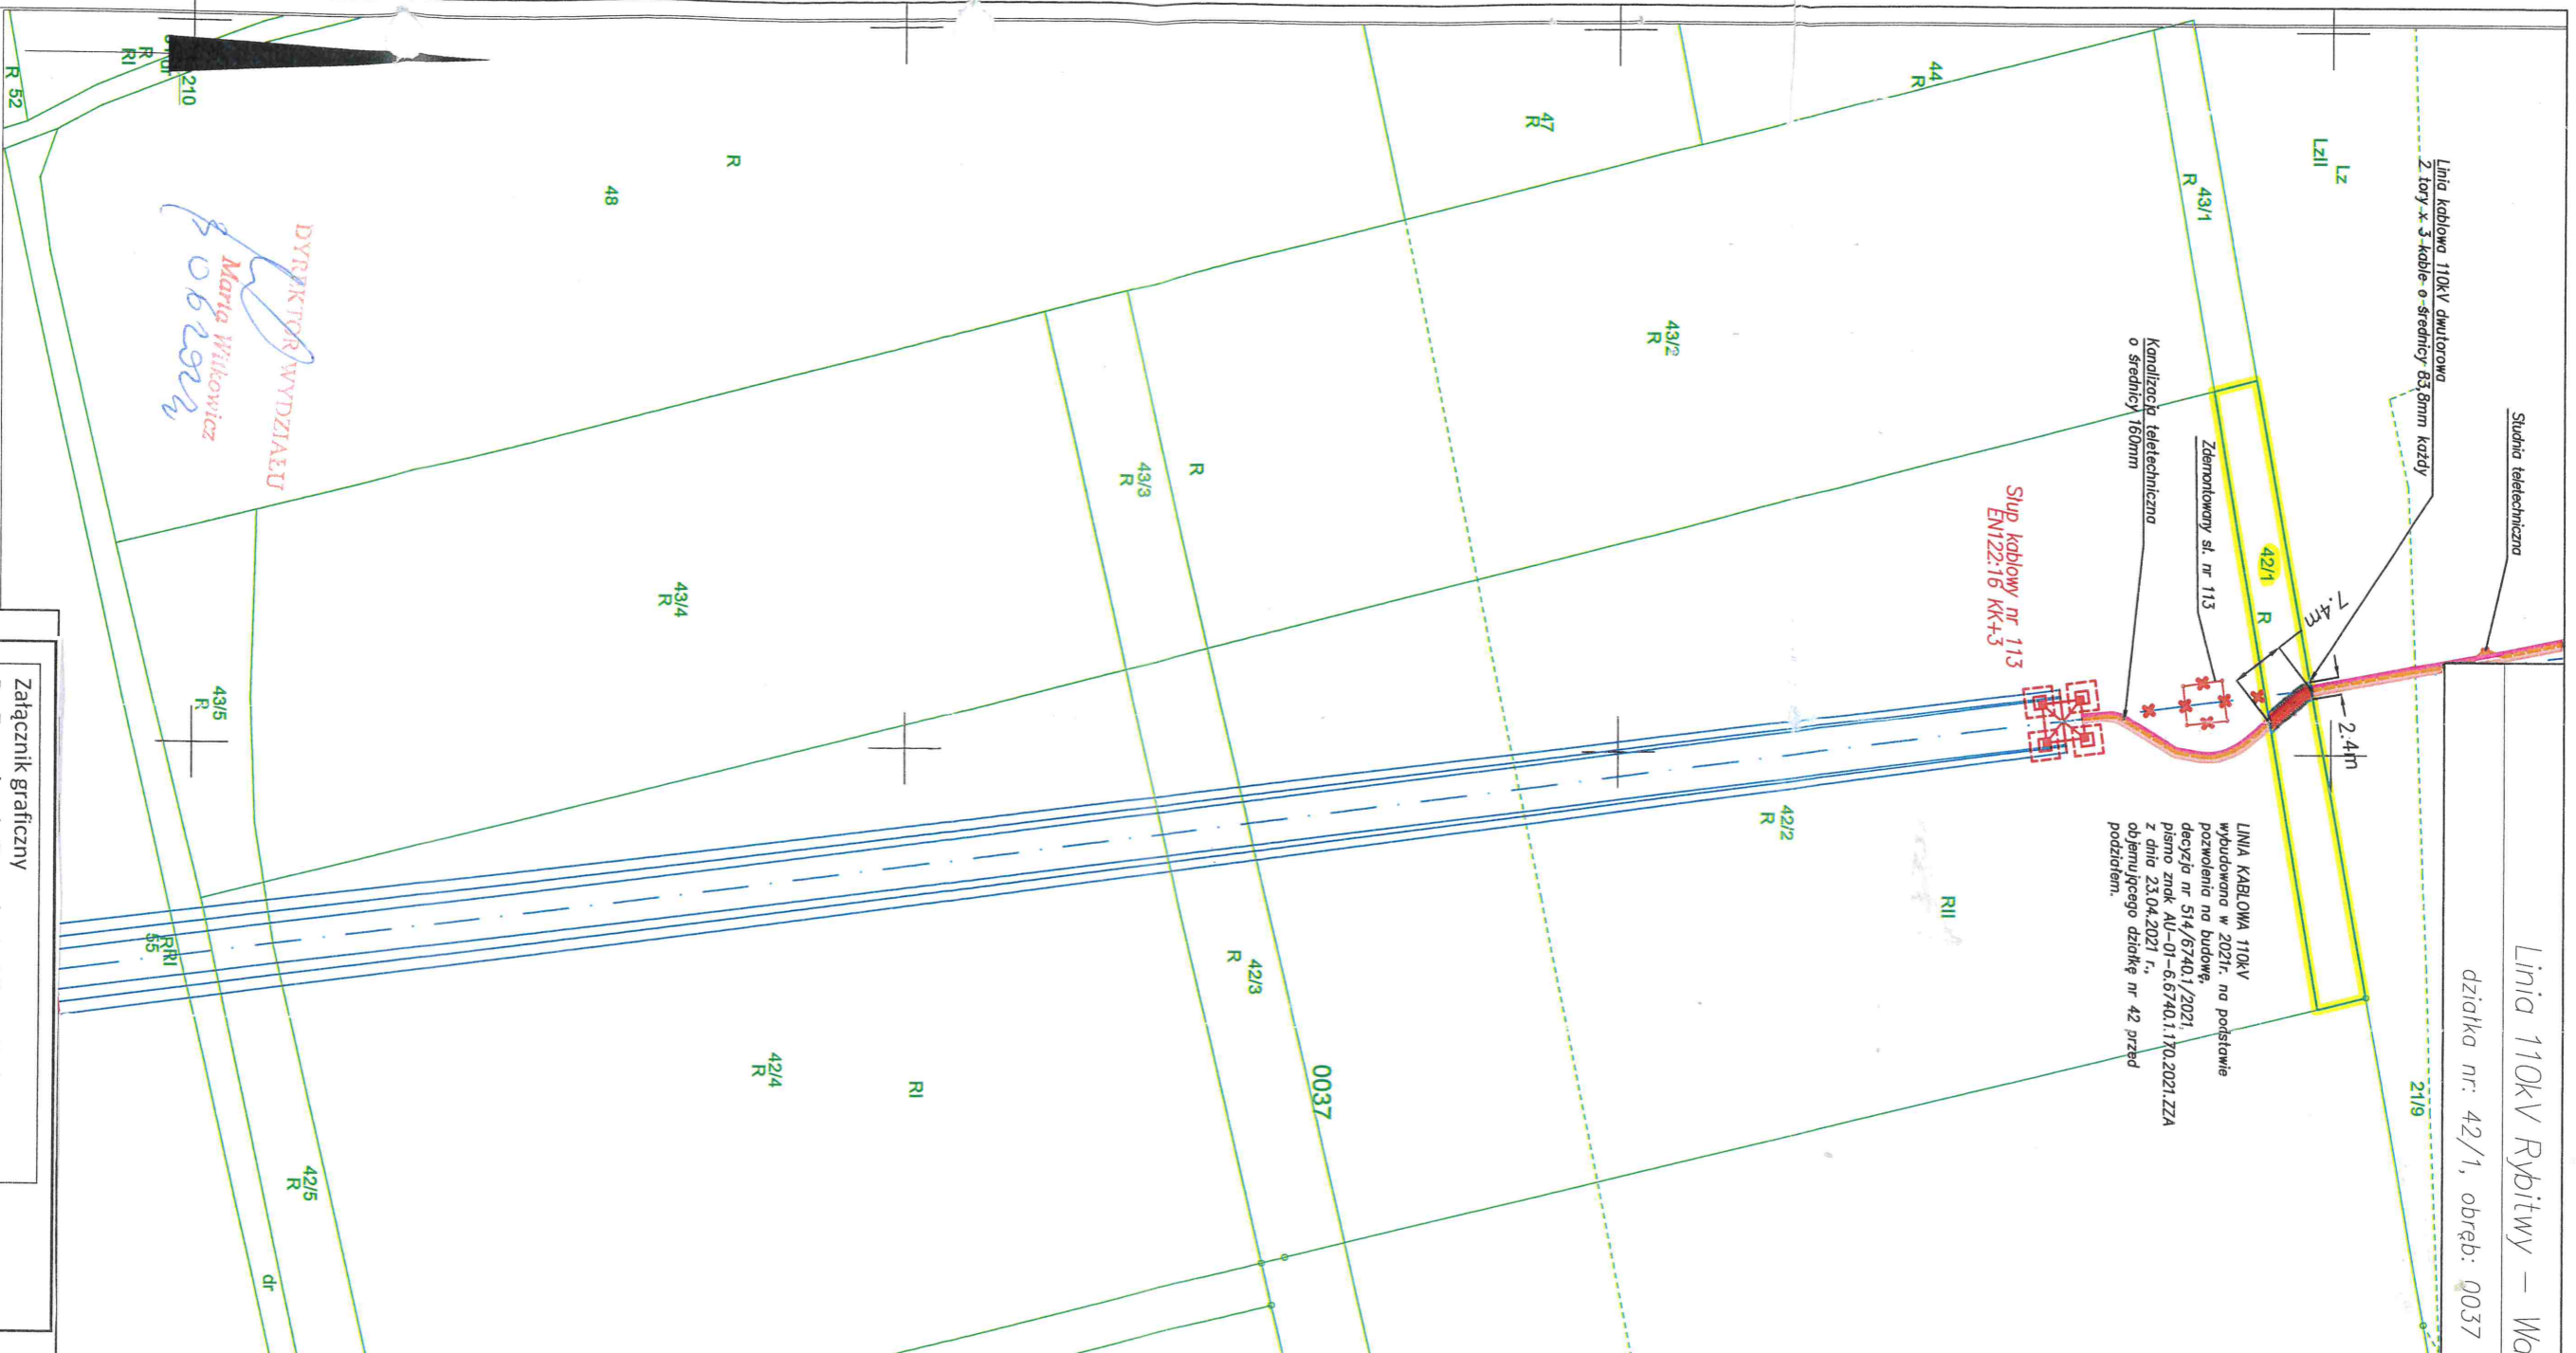 Linia 110kV Rybitwy – Wa
działka nr: 42/1, obręb: 0037
Studnia teletechniczna
Linia kablowa 110kV dwutorowa
2 tory x 3 kable o średnicy 83,8mm każdy
Kanalizacja teletechniczna
o średnicy 160mm
Zdemontowany sł. nr 113
Słup kablowy nr 113
EN122:16 KK+3
7.4m
2.4m
LINIA KABLOWA 110kV
wybudowana w 2021r. na podstawie
pozwolenia na budowę,
decyzja nr 514/6740.1/2021,
pismo znak AU-01-6.6740.1.170.2021.ZZA
z dnia 23.04.2021 r.,
objemującego działkę nr 42 przed
podziałem.
Lz
LzII
43/1
R
42/1
R
21/9
44
R
47
R
43/2
R
42/2
R
RII
R
48
R
43/3
R
42/3
R
0037
43/4
R
42/4
R
RI
43/5
R
42/5
R
dr
55
210
R
RI
R 52
DYREKTOR WYDZIAŁU
Marta Witkowicz
Załącznik graficzny